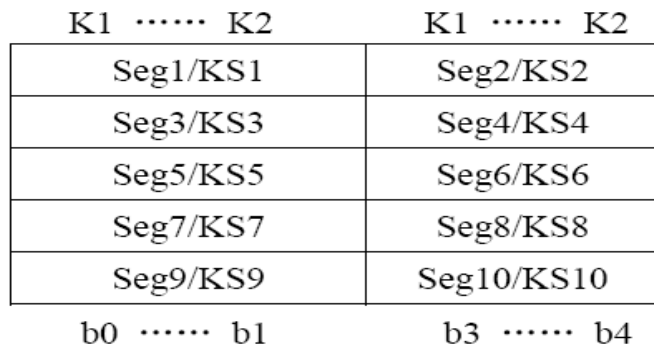 K1 ······ K2 K1 ······ K2
Seg1/KS1 Seg2/KS2
Seg3/KS3 Seg4/KS4
Seg5/KS5 Seg6/KS6
Seg7/KS7 Seg8/KS8
Seg9/KS9 Seg10/KS10
b0 ······ b1 b3 ······ b4